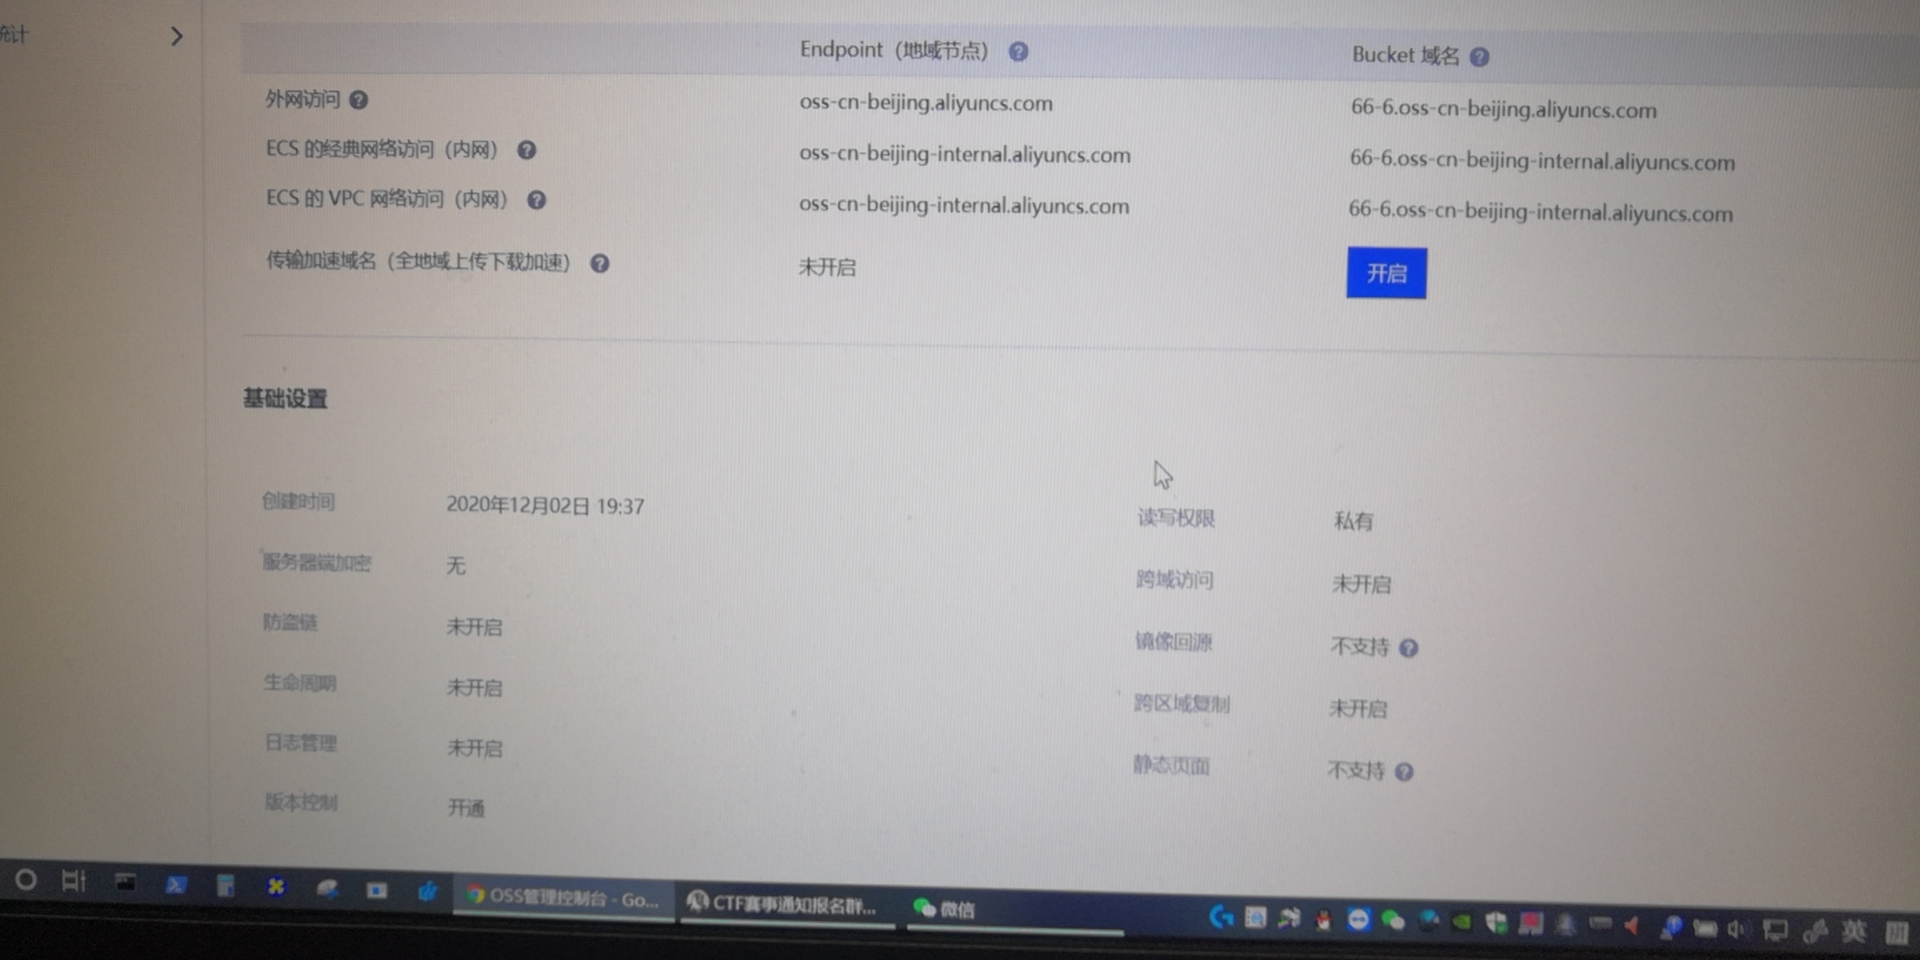 统计
Endpoint（地域节点） Bucket 域名
外网访问 oss-cn-beijing.aliyuncs.com 66-6.oss-cn-beijing.aliyuncs.com
ECS 的经典网络访问（内网） oss-cn-beijing-internal.aliyuncs.com 66-6.oss-cn-beijing-internal.aliyuncs.com
ECS 的 VPC 网络访问（内网） oss-cn-beijing-internal.aliyuncs.com 66-6.oss-cn-beijing-internal.aliyuncs.com
传输加速域名（全地域上传下载加速） 未开启 开启
基础设置
创建时间 2020年12月02日 19:37 读写权限 私有
服务器端加密 无 跨域访问 未开启
防盗链 未开启 镜像回源 不支持
生命周期 未开启 跨区域复制 未开启
日志管理 未开启 静态页面 不支持
版本控制 开通
OSS管理控制台 - Go... CTF赛事通知报名群... 微信 英